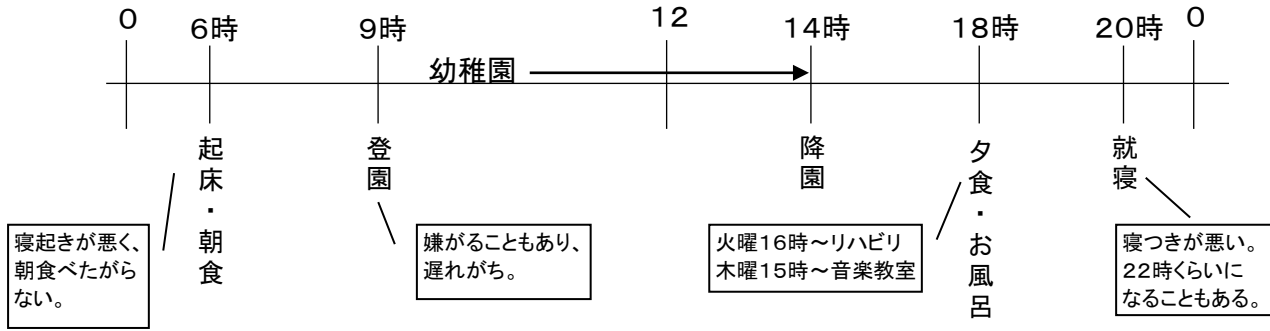 0
6時
9時
12
14時
18時
20時
0
幼稚園
起床・朝食
登園
降園
夕食・お風呂
就寝
寝起きが悪く、
朝食べたがら
ない。
嫌がることもあり、
遅れがち。
火曜16時～リハビリ
木曜15時～音楽教室
寝つきが悪い。
22時くらいに
なることもある。